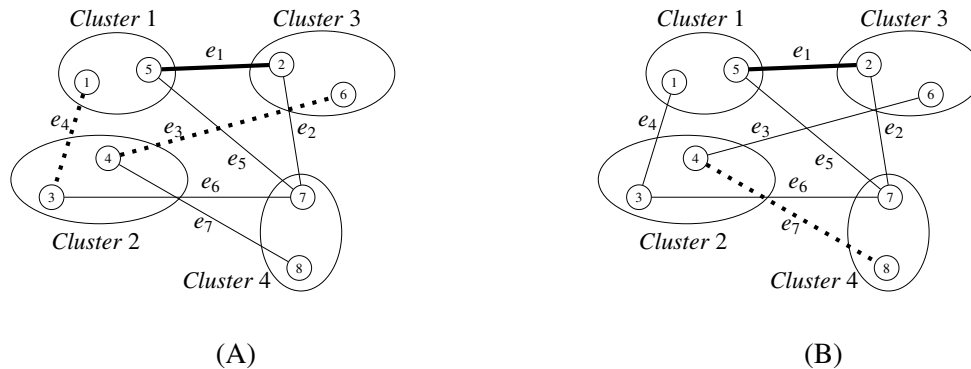 Cluster 1
Cluster 3
e1
1
5
2
6
e4
e3
e2
4
e5
3
e6
7
e7
Cluster 2
8
Cluster 4
(A)
Cluster 1
Cluster 3
e1
1
5
2
6
e4
e3
e2
4
e5
3
e6
7
e7
Cluster 2
8
Cluster 4
(B)